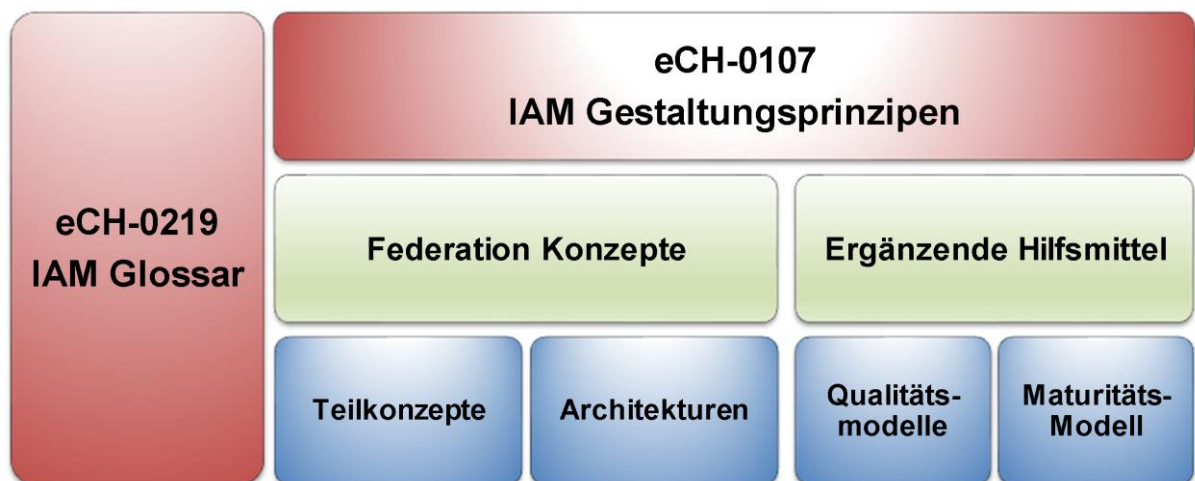 eCH-0219
IAM Glossar
eCH-0107
IAM Gestaltungsprinzipen
Federation Konzepte
Ergänzende Hilfsmittel
Teilkonzepte
Architekturen
Qualitäts-
modelle
Maturitäts-
Modell